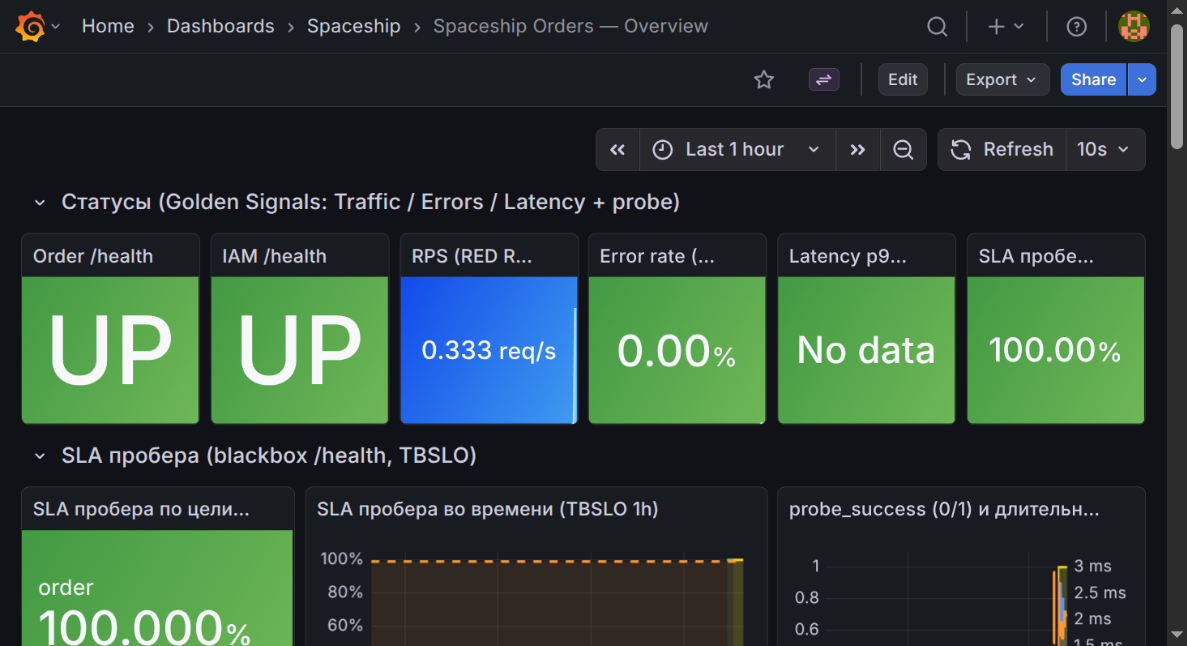 Home › Dashboards › Spaceship › Spaceship Orders — Overview
Edit Export Share
Last 1 hour Refresh 10s
Статусы (Golden Signals: Traffic / Errors / Latency + probe)
Order /health
UP
IAM /health
UP
RPS (RED R...
0.333 req/s
Error rate (...
0.00%
Latency p9...
No data
SLA пробе...
100.00%
SLA пробера (blackbox /health, TBSLO)
SLA пробера по цели...
order
100.000%
SLA пробера во времени (TBSLO 1h)
100%
80%
60%
probe_success (0/1) и длительн...
1
0.8
0.6
3 ms
2.5 ms
2 ms
1.5 ms